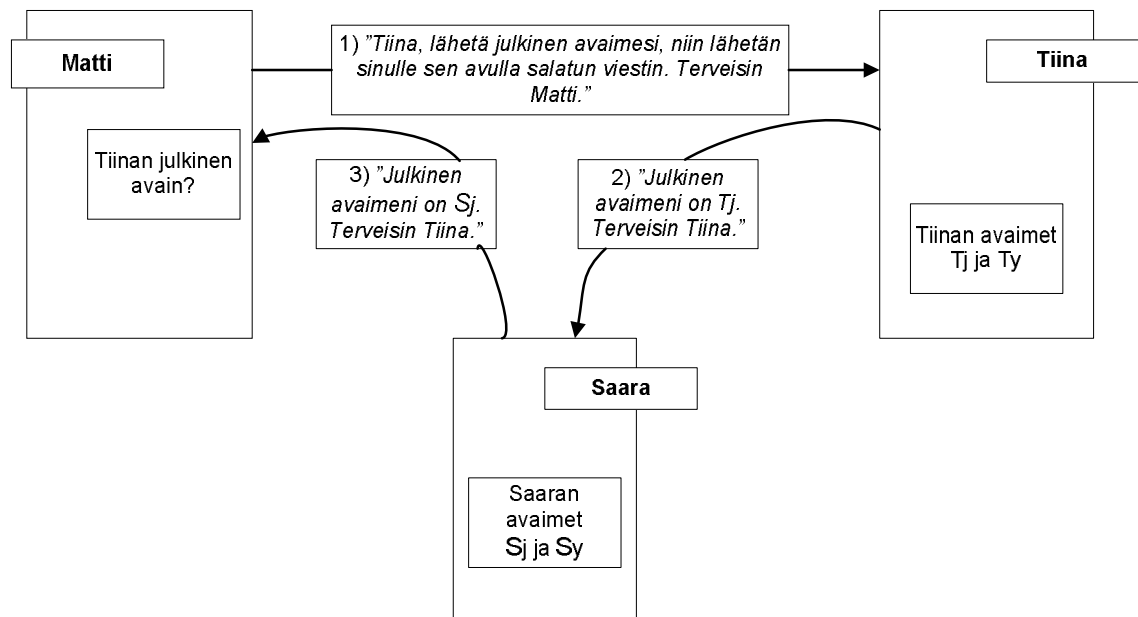 Matti
1) ”Tiina, lähetä julkinen avaimesi, niin lähetän
sinulle sen avulla salatun viestin. Terveisin
Matti.”
Tiina
Tiinan julkinen
avain?
3) ”Julkinen
avaimeni on Sj.
Terveisin Tiina.”
2) ”Julkinen
avaimeni on Tj.
Terveisin Tiina.”
Tiinan avaimet
Tj ja Ty
Saara
Saaran
avaimet
Sj ja Sy